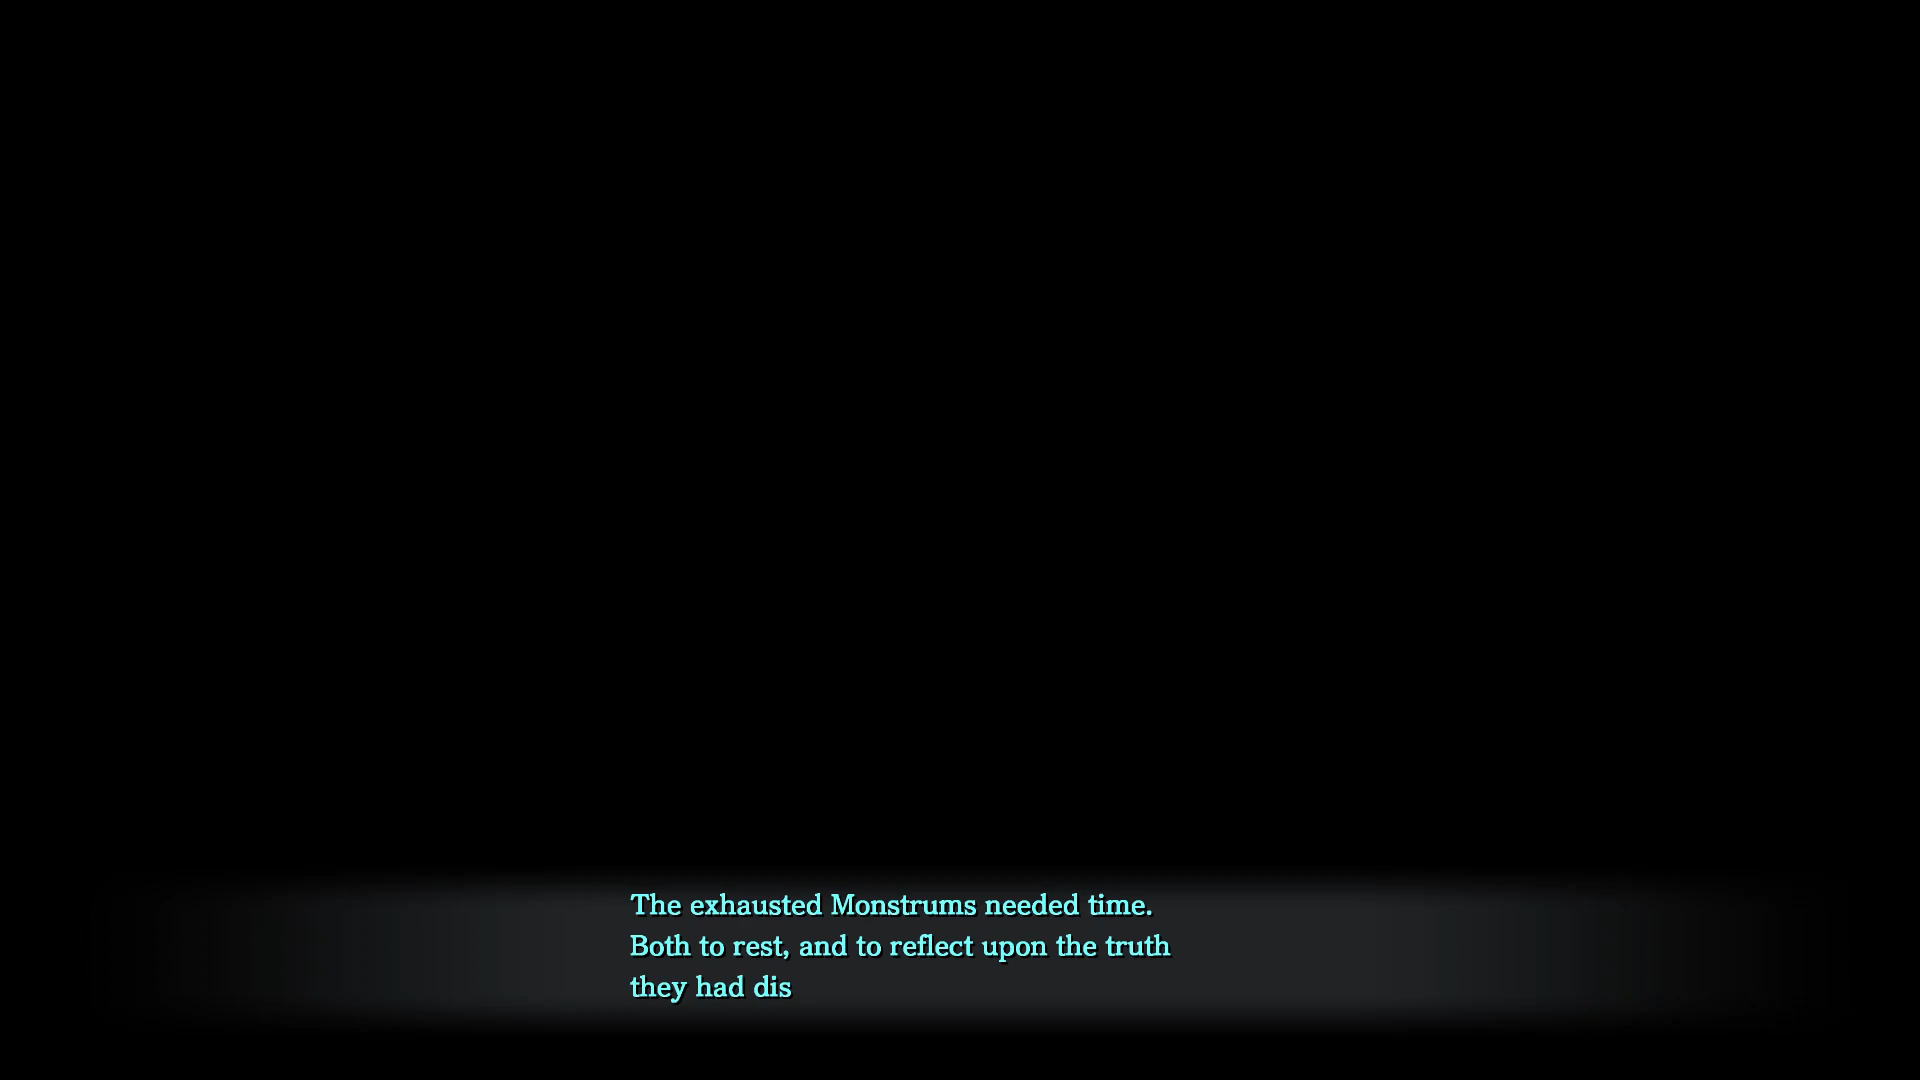 The exhausted Monstrums needed time.
Both to rest, and to reflect upon the truth
they had dis